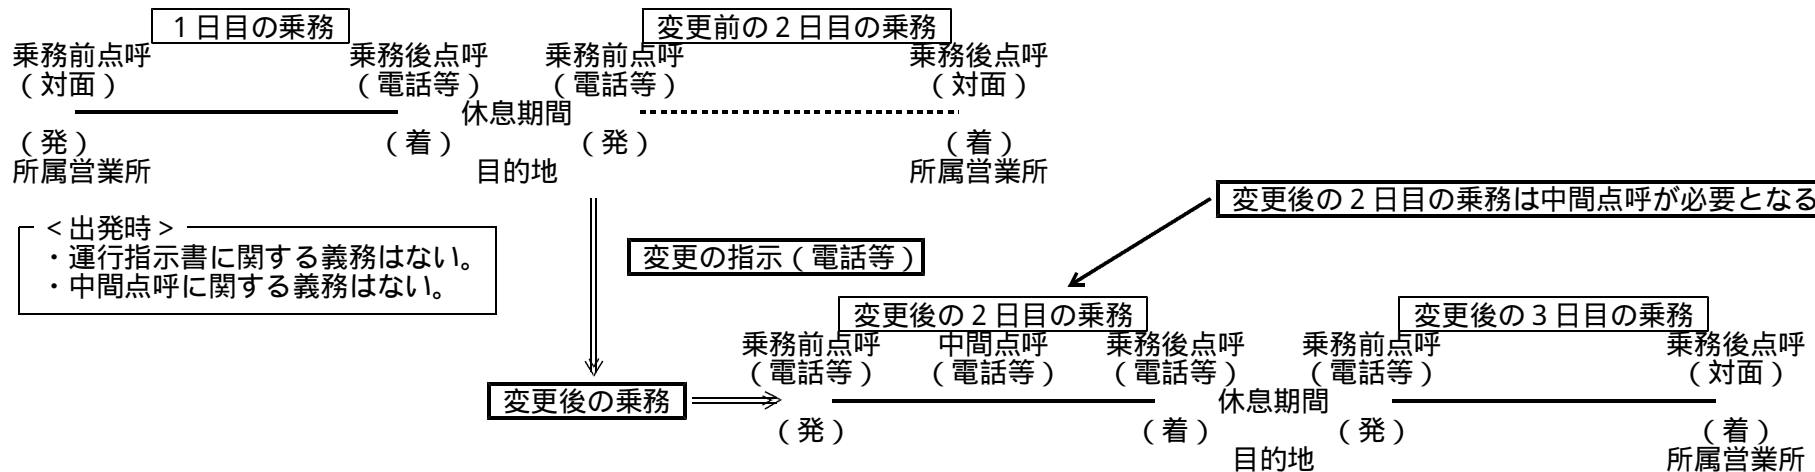 １日目の乗務
変更前の２日目の乗務
乗務前点呼 乗務後点呼 乗務前点呼 乗務後点呼
（対面） （電話等） （電話等） （対面）
休息期間
（発） （着） （発） （着）
所属営業所 目的地 所属営業所
変更後の２日目の乗務は中間点呼が必要となる
＜出発時＞
・運行指示書に関する義務はない。
・中間点呼に関する義務はない。
変更の指示（電話等）
変更後の２日目の乗務 変更後の３日目の乗務
乗務前点呼 中間点呼 乗務後点呼 乗務前点呼 乗務後点呼
（電話等） （電話等） （電話等） （電話等） （対面）
変更後の乗務 休息期間
（発） （着） （発） （着）
目的地 所属営業所